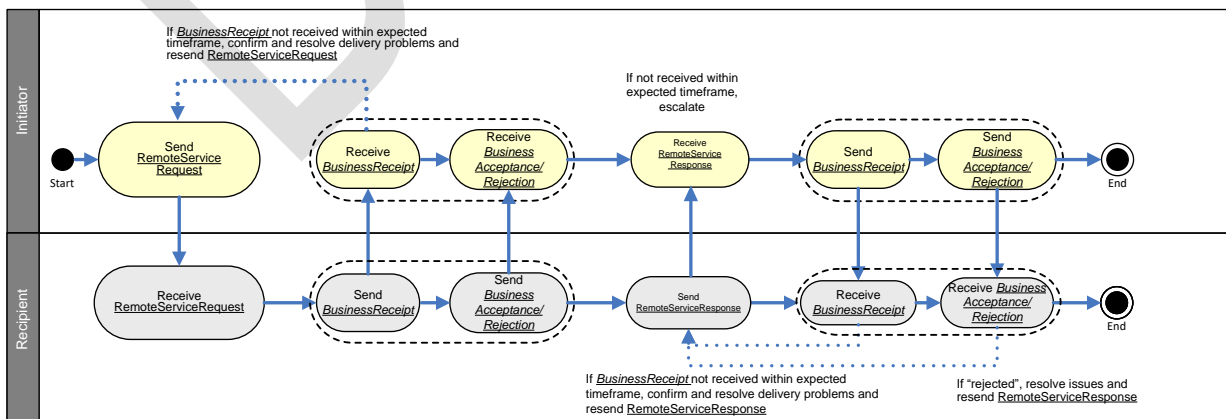 Initiator
If BusinessReceipt not received within expected
timeframe, confirm and resolve delivery problems and
resend RemoteServiceRequest
If not received within
expected timeframe,
escalate
Start
Send
RemoteService
Request
Receive
BusinessReceipt
Receive
Business
Acceptance/
Rejection
Receive
RemoteService
Response
Send
BusinessReceipt
Send
Business
Acceptance/
Rejection
End
Recipient
Receive
RemoteServiceRequest
Send
BusinessReceipt
Send
Business
Acceptance/
Rejection
Send
RemoteServiceResponse
Receive
BusinessReceipt
Receive Business
Acceptance/
Rejection
End
If BusinessReceipt not received within expected
timeframe, confirm and resolve delivery problems and
resend RemoteServiceResponse
If “rejected”, resolve issues and
resend RemoteServiceResponse